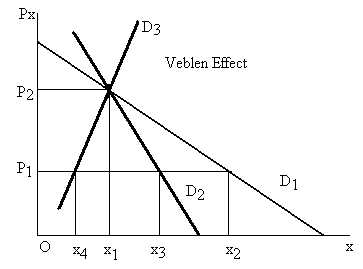 Px
D3
Veblen Effect
P2
P1
D2
D1
O
x4
x1
x3
x2
x